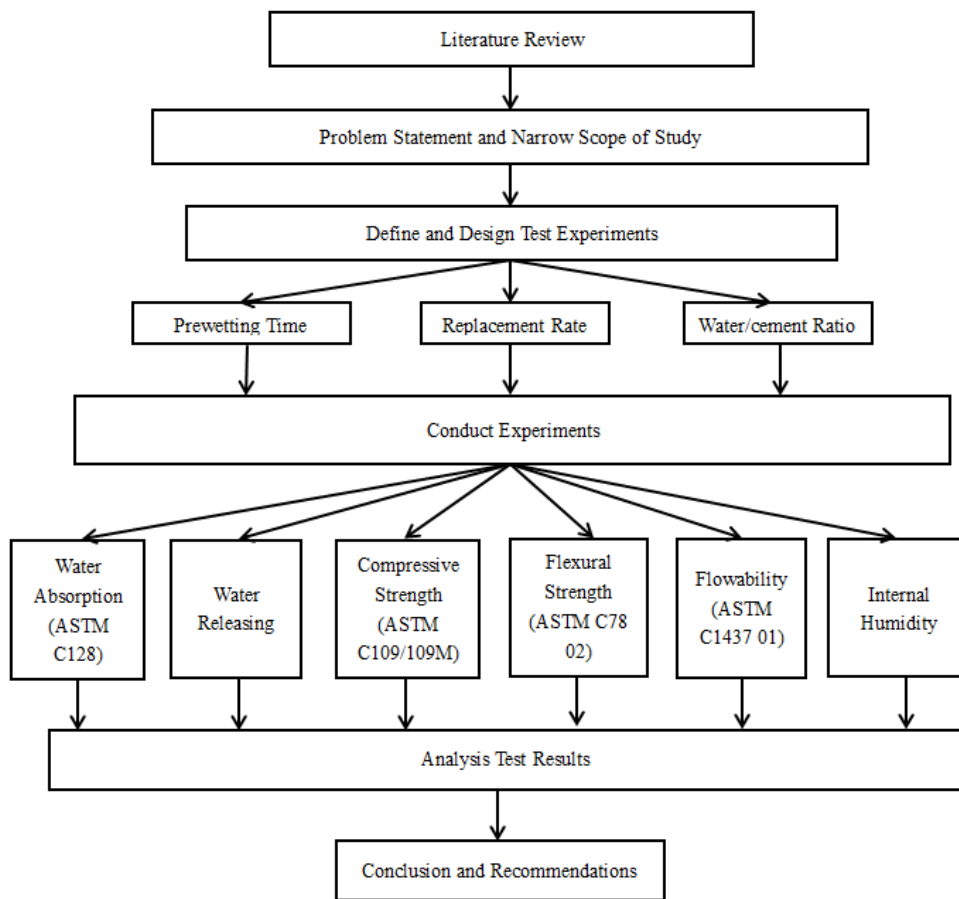 Literature Review
Problem Statement and Narrow Scope of Study
Define and Design Test Experiments
Prewetting Time
Replacement Rate
Water/cement Ratio
Conduct Experiments
Water
Absorption
(ASTM
C128)
Water
Releasing
Compressive
Strength
(ASTM
C109/109M)
Flexural
Strength
(ASTM C78
02)
Flowability
(ASTM
C1437 01)
Internal
Humidity
Analysis Test Results
Conclusion and Recommendations